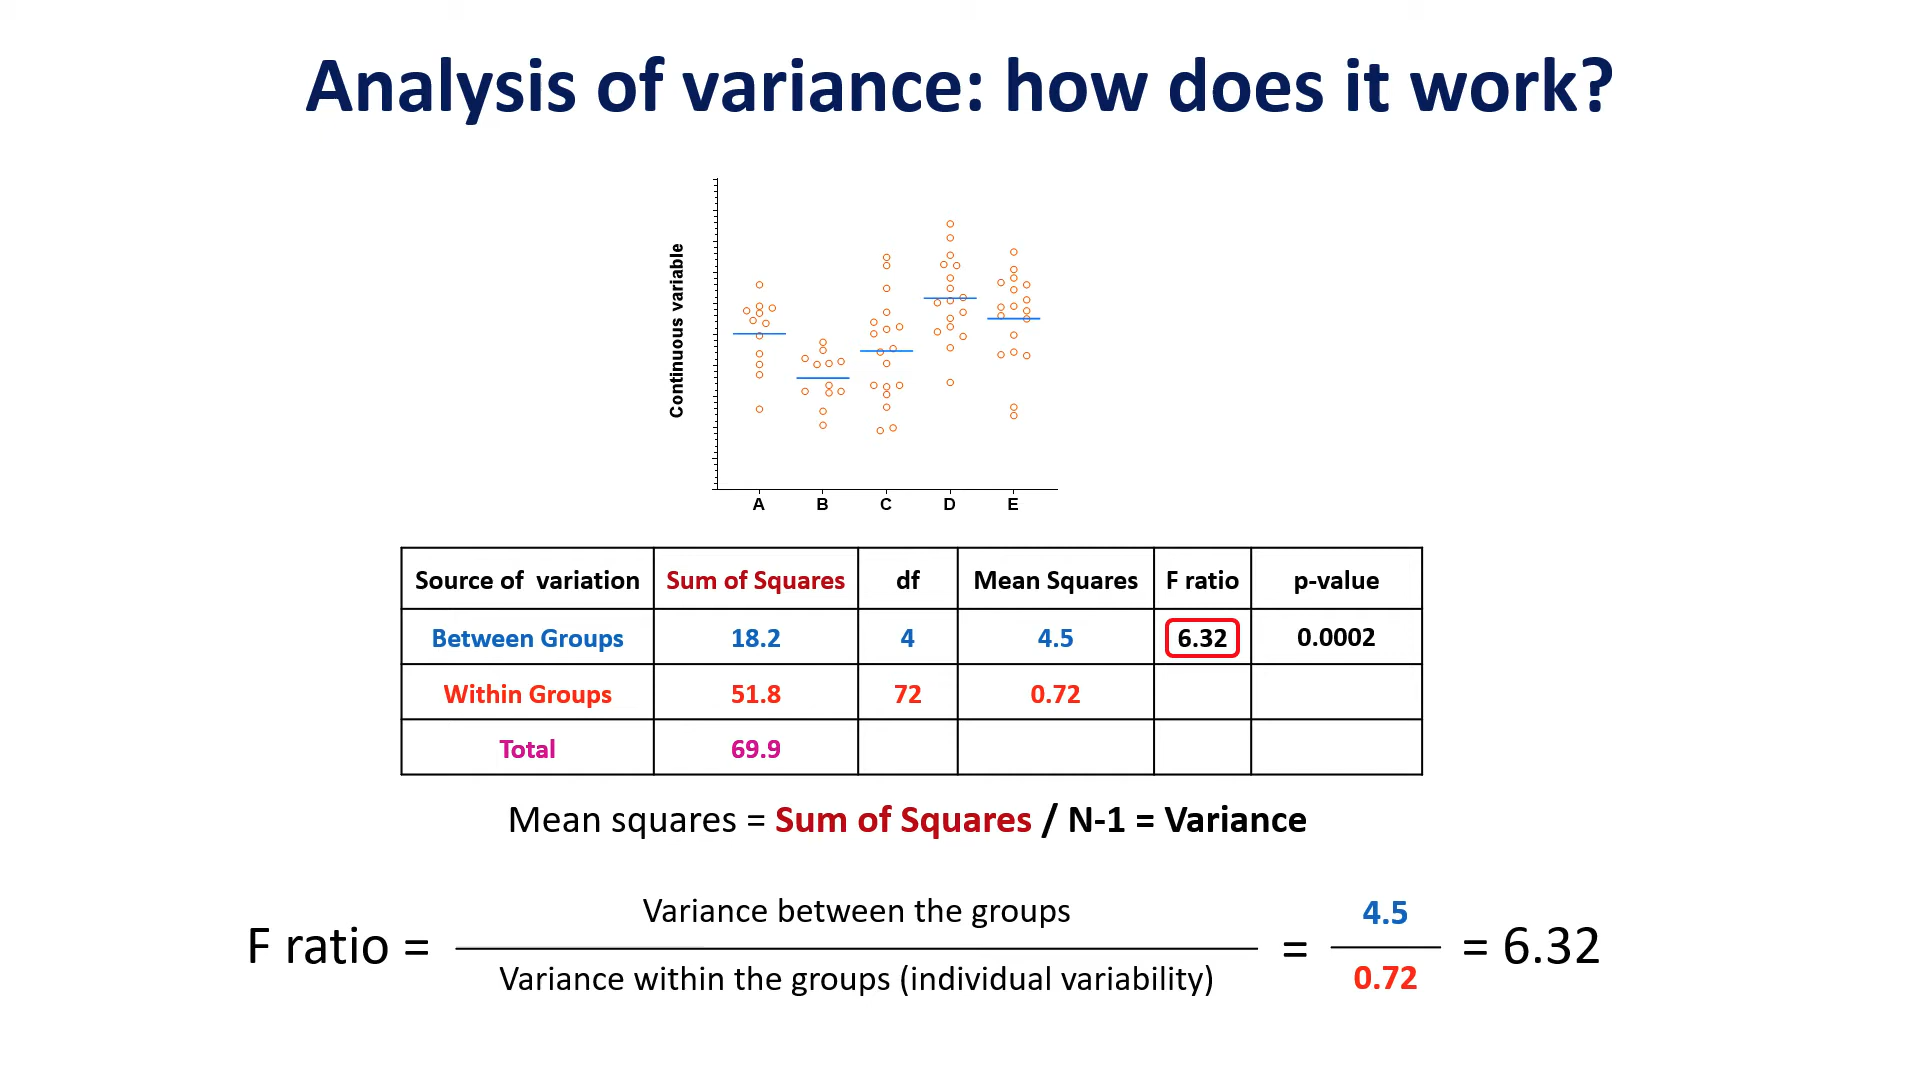 Analysis of variance: how does it work?
Continuous variable
A B C D E
Source of variation Sum of Squares df Mean Squares F ratio p-value
Between Groups 18.2 4 4.5 6.32 0.0002
Within Groups 51.8 72 0.72
Total 69.9
Mean squares = Sum of Squares / N-1 = Variance
F ratio = Variance between the groups / Variance within the groups (individual variability) = 4.5 / 0.72 = 6.32